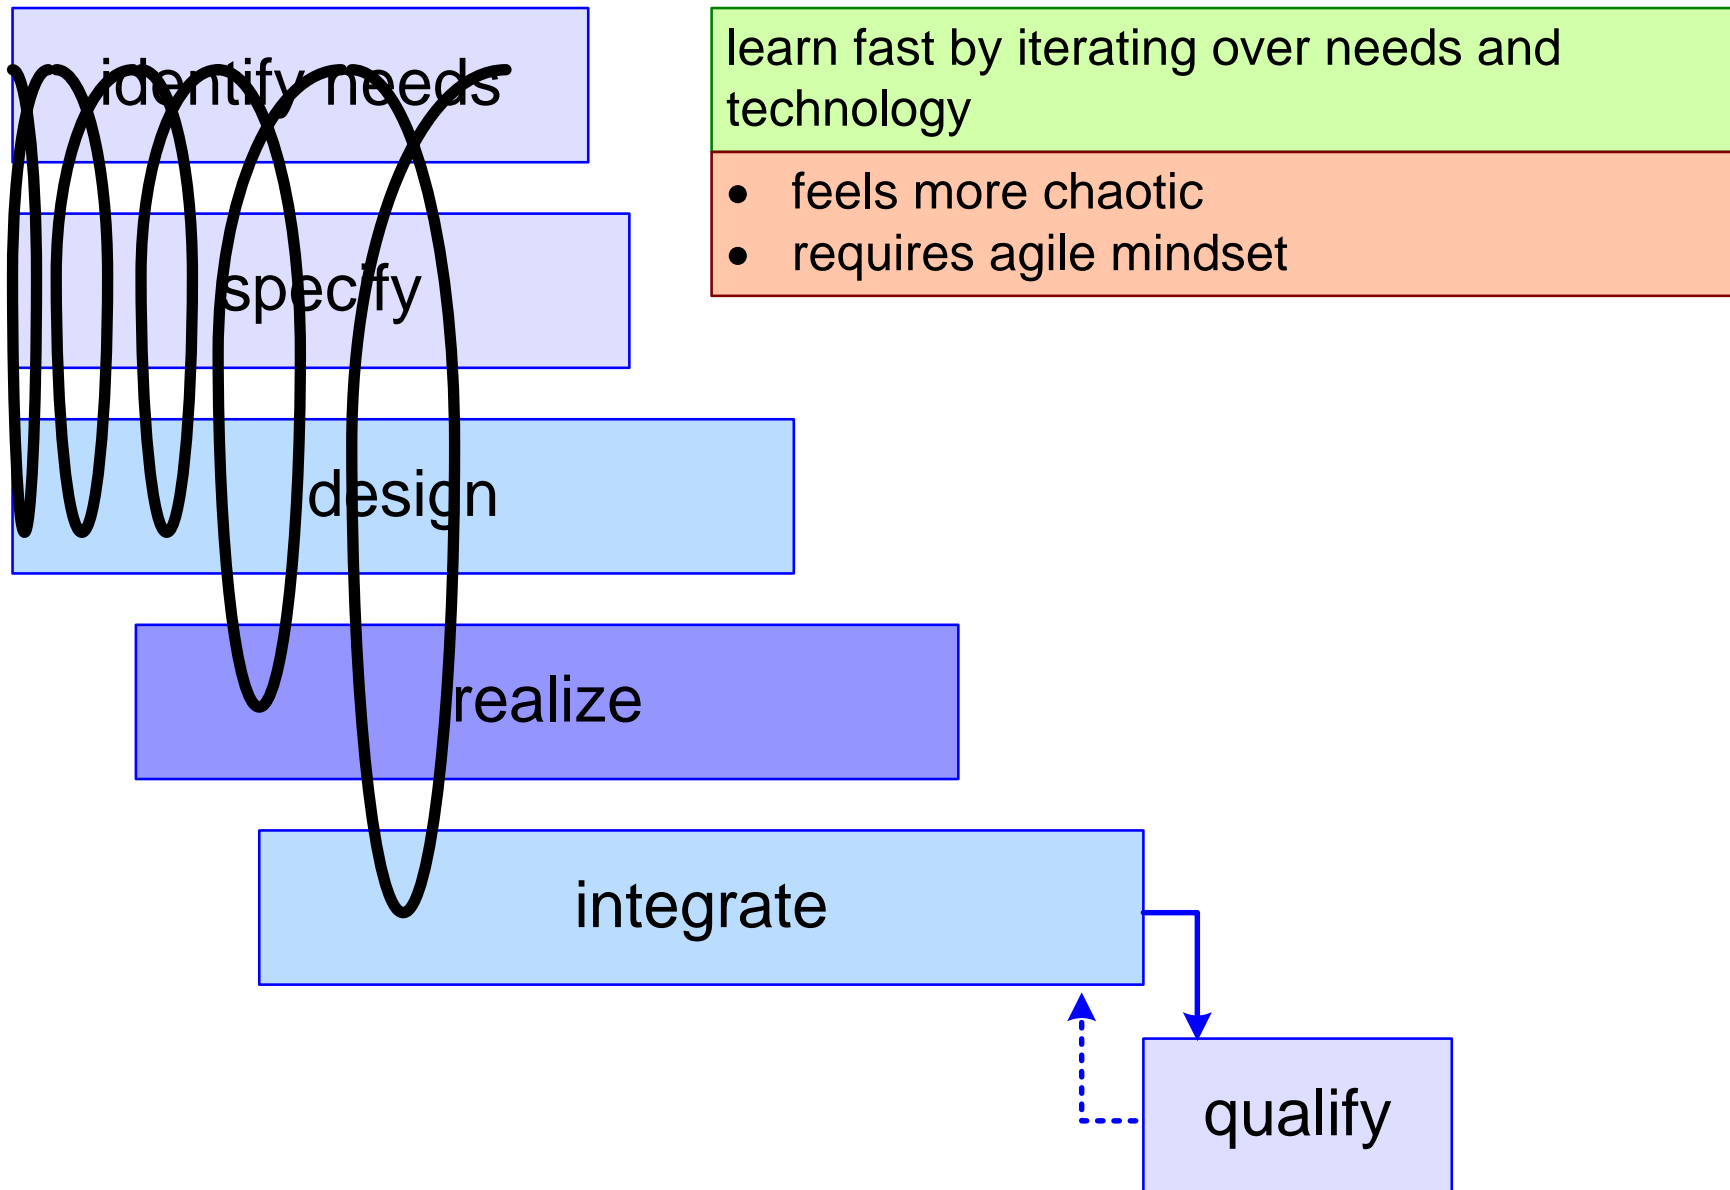 identify needs
learn fast by iterating over needs and
technology
• feels more chaotic
• requires agile mindset
specify
design
realize
integrate
qualify